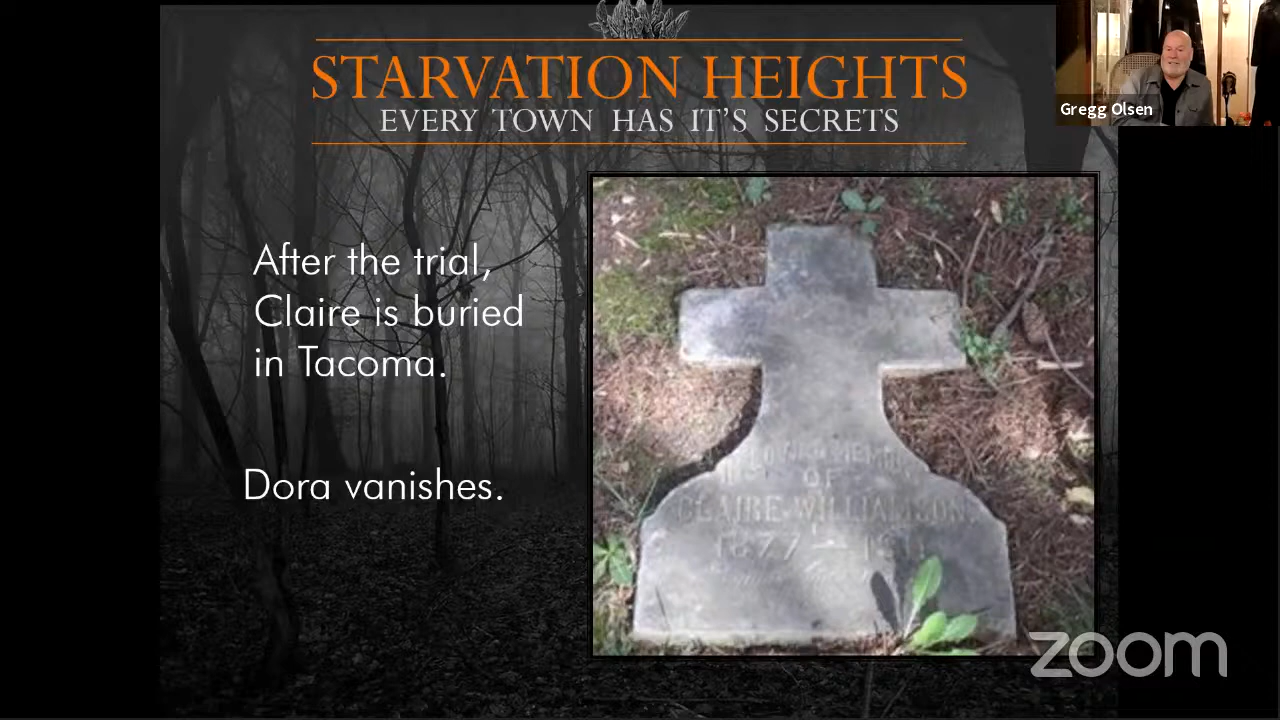 STARVATION HEIGHTS
EVERY TOWN HAS IT'S SECRETS
Gregg Olsen
After the trial,
Claire is buried
in Tacoma.
Dora vanishes.
OF
CLAIRE WILLIAMSON
1877 —
zoom